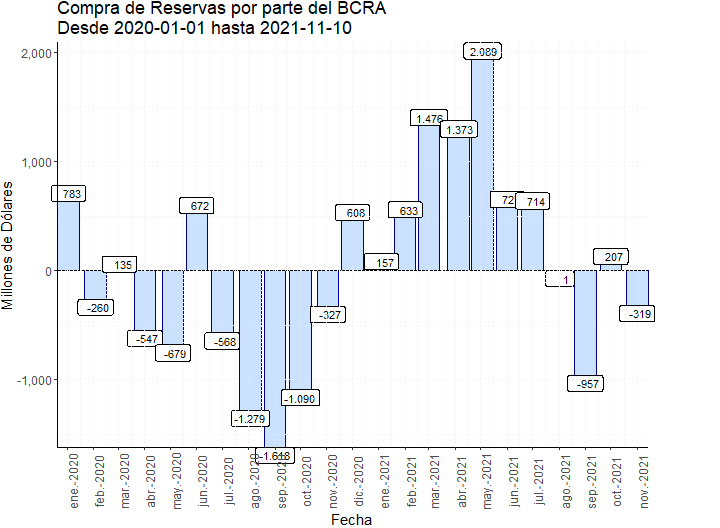 Compra de Reservas por parte del BCRA
Desde 2020-01-01 hasta 2021-11-10
Millones de Dólares
2,000
1,000
0
-1,000
783
-260
135
-547
-679
672
-568
-1.279
-1.090
-327
608
157
633
1.476
1.373
2.089
714
1
-957
207
-319
ene.-2020
feb.-2020
mar.-2020
abr.-2020
may.-2020
jun.-2020
jul.-2020
ago.-2020
sep.-2020
oct.-2020
nov.-2020
dic.-2020
ene.-2021
feb.-2021
mar.-2021
abr.-2021
may.-2021
jun.-2021
jul.-2021
ago.-2021
sep.-2021
oct.-2021
nov.-2021
Fecha